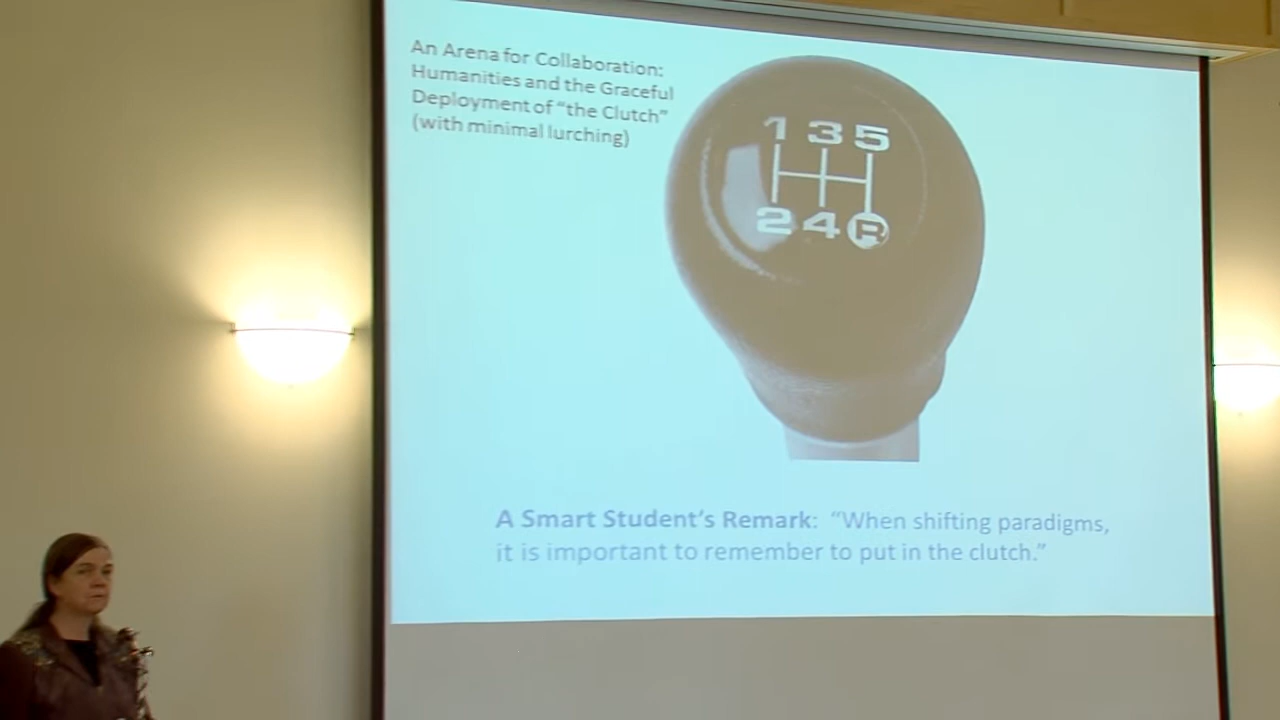 An Arena for Collaboration:
Humanities and the Graceful
Deployment of “the Clutch”
(with minimal lurching)
1 3 5
2 4 R
A Smart Student’s Remark:  “When shifting paradigms,
it is important to remember to put in the clutch.”